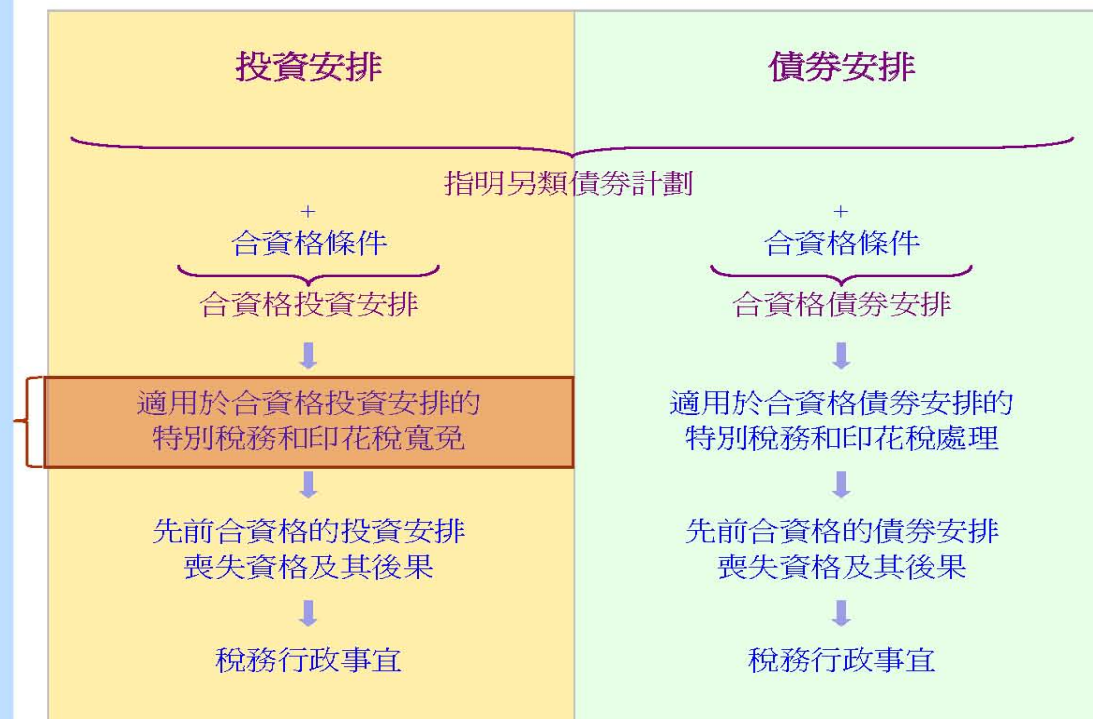 投資安排
債券安排
指明另類債券計劃
+
合資格條件
合資格投資安排
適用於合資格投資安排的
特別稅務和印花稅寬免
先前合資格的投資安排
喪失資格及其後果
稅務行政事宜
+
合資格條件
合資格債券安排
適用於合資格債券安排的
特別稅務和印花稅處理
先前合資格的債券安排
喪失資格及其後果
稅務行政事宜